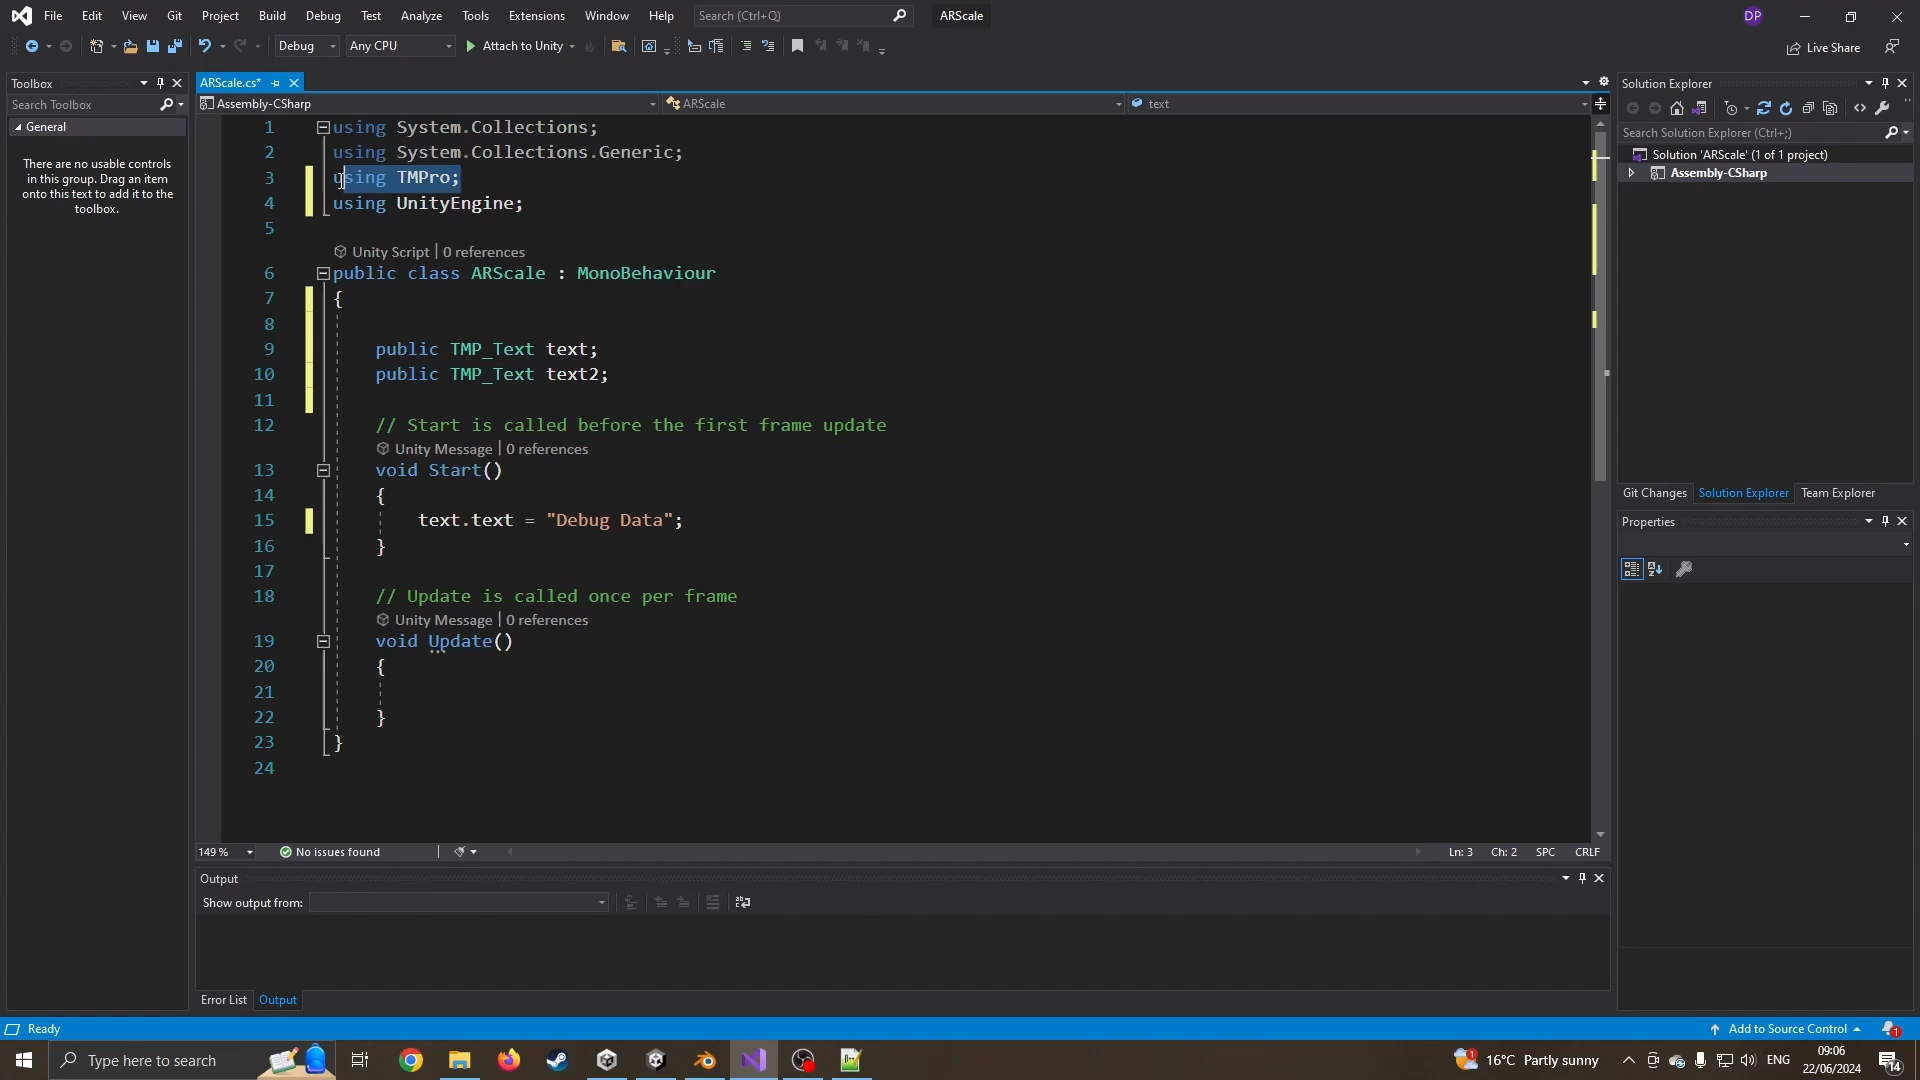 File Edit View Git Project Build Debug Test Analyze Tools Extensions Window Help Search (Ctrl+Q) ARScale DP
Debug Any CPU Attach to Unity Live Share
Toolbox
Search Toolbox
General
There are no usable controls
in this group. Drag an item
onto this text to add it to the
toolbox.
ARScale.cs*
Assembly-CSharp ARScale text
1 using System.Collections;
2 using System.Collections.Generic;
3 using TMPro;
4 using UnityEngine;
5
Unity Script | 0 references
6 public class ARScale : MonoBehaviour
7 {
8
9 public TMP_Text text;
10 public TMP_Text text2;
11
12 // Start is called before the first frame update
Unity Message | 0 references
13 void Start()
14 {
15 text.text = "Debug Data";
16 }
17
18 // Update is called once per frame
Unity Message | 0 references
19 void Update()
20 {
21
22 }
23 }
24
149 % No issues found Ln: 3 Ch: 2 SPC CRLF
Output
Show output from:
Error List Output
Solution Explorer
Search Solution Explorer (Ctrl+;)
Solution 'ARScale' (1 of 1 project)
Assembly-CSharp
Git Changes Solution Explorer Team Explorer
Properties
Ready Add to Source Control 1
Type here to search 1 16°C Partly sunny ENG 09:06
22/06/2024 14